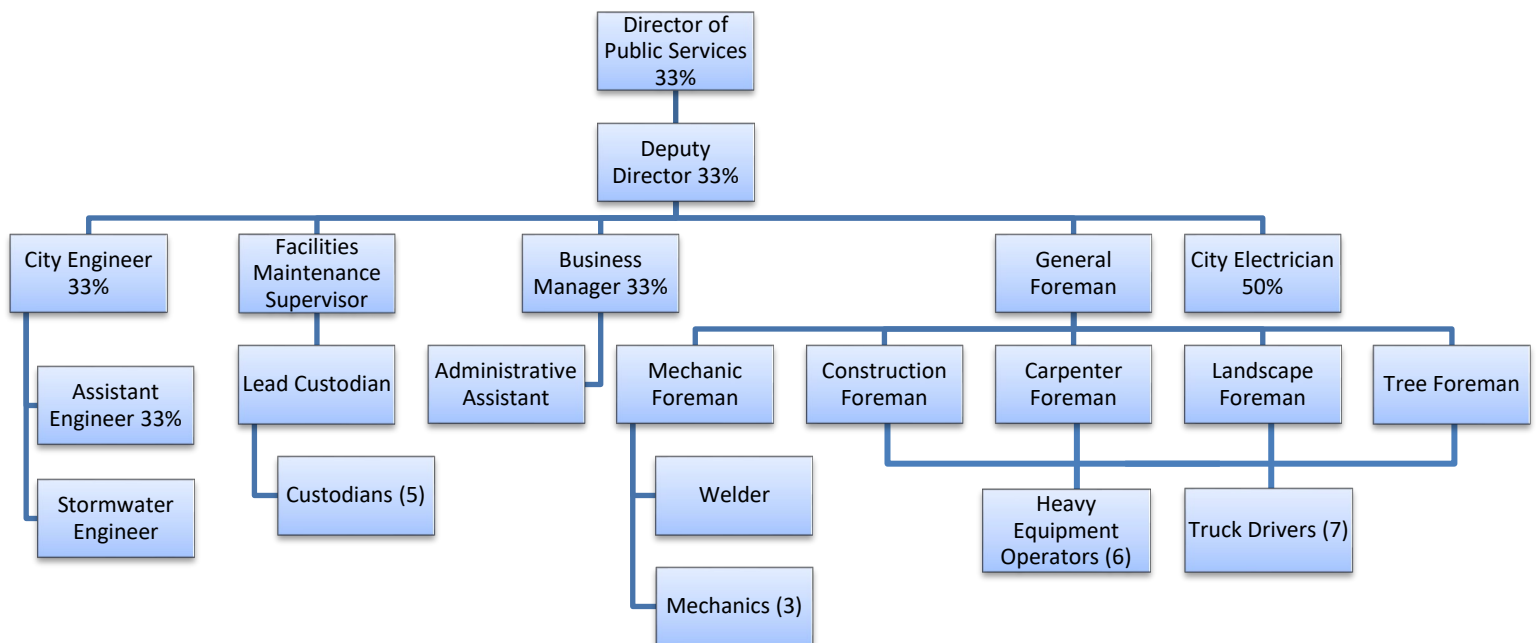 Director of
Public Services
33%
Deputy
Director 33%
City Engineer
33%
Facilities
Maintenance
Supervisor
Business
Manager 33%
General
Foreman
City Electrician
50%
Assistant
Engineer 33%
Stormwater
Engineer
Lead Custodian
Custodians (5)
Administrative
Assistant
Mechanic
Foreman
Welder
Mechanics (3)
Construction
Foreman
Carpenter
Foreman
Landscape
Foreman
Tree Foreman
Heavy
Equipment
Operators (6)
Truck Drivers (7)